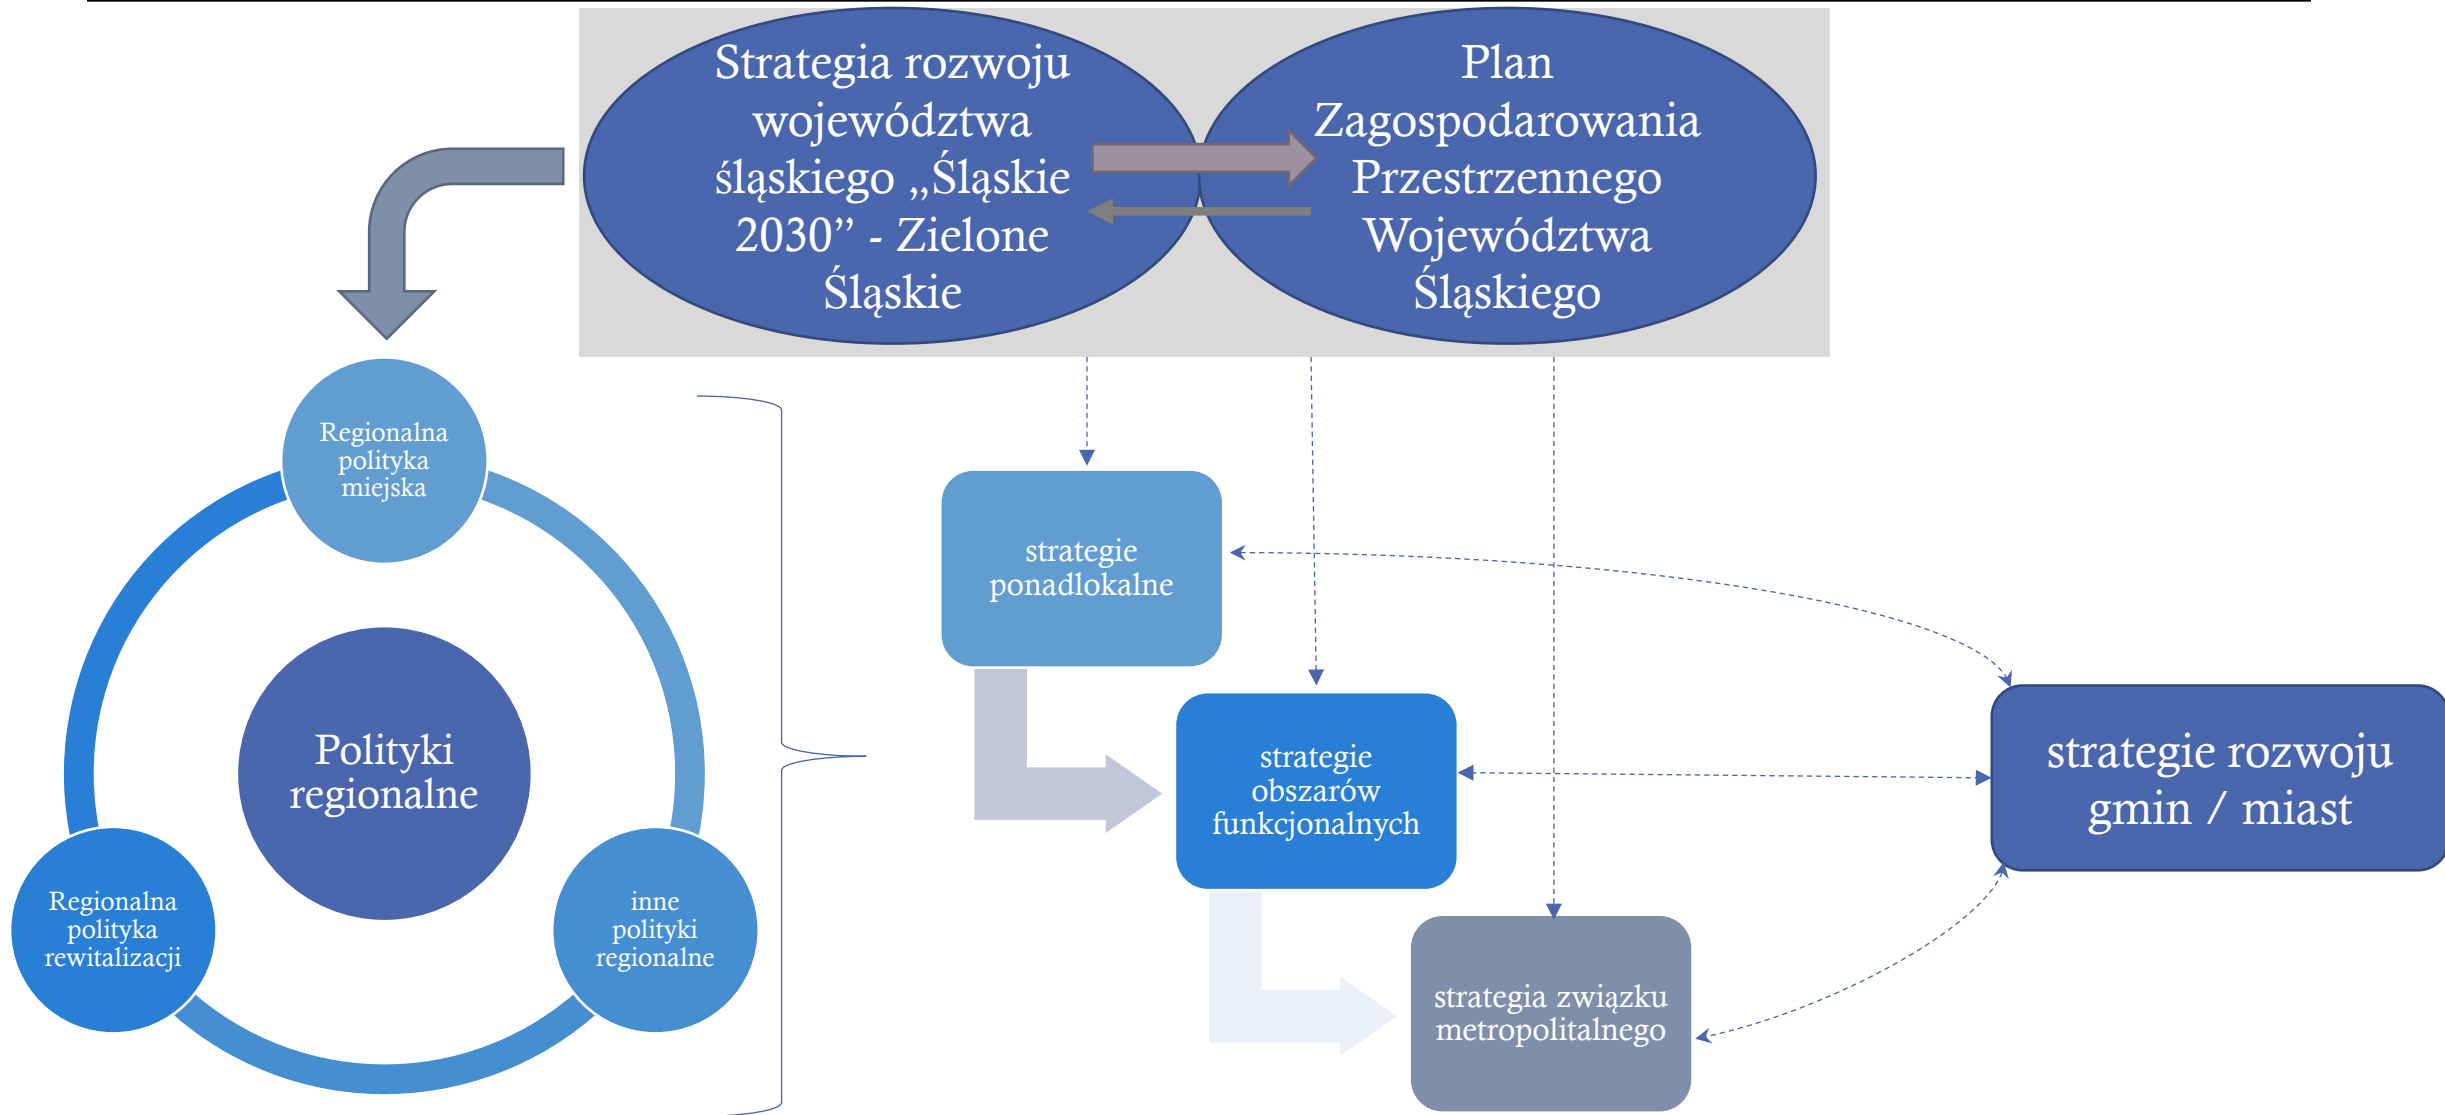 Strategia rozwoju
województwa
śląskiego „Śląskie
2030” - Zielone
Śląskie
Plan
Zagospodarowania
Przestrzennego
Województwa
Śląskiego
Regionalna
polityka
miejska
Polityki
regionalne
Regionalna
polityka
rewitalizacji
inne
polityki
regionalne
strategie
ponadlokalne
strategie
obszarów
funkcjonalnych
strategia związku
metropolitalnego
strategie rozwoju
gmin / miast